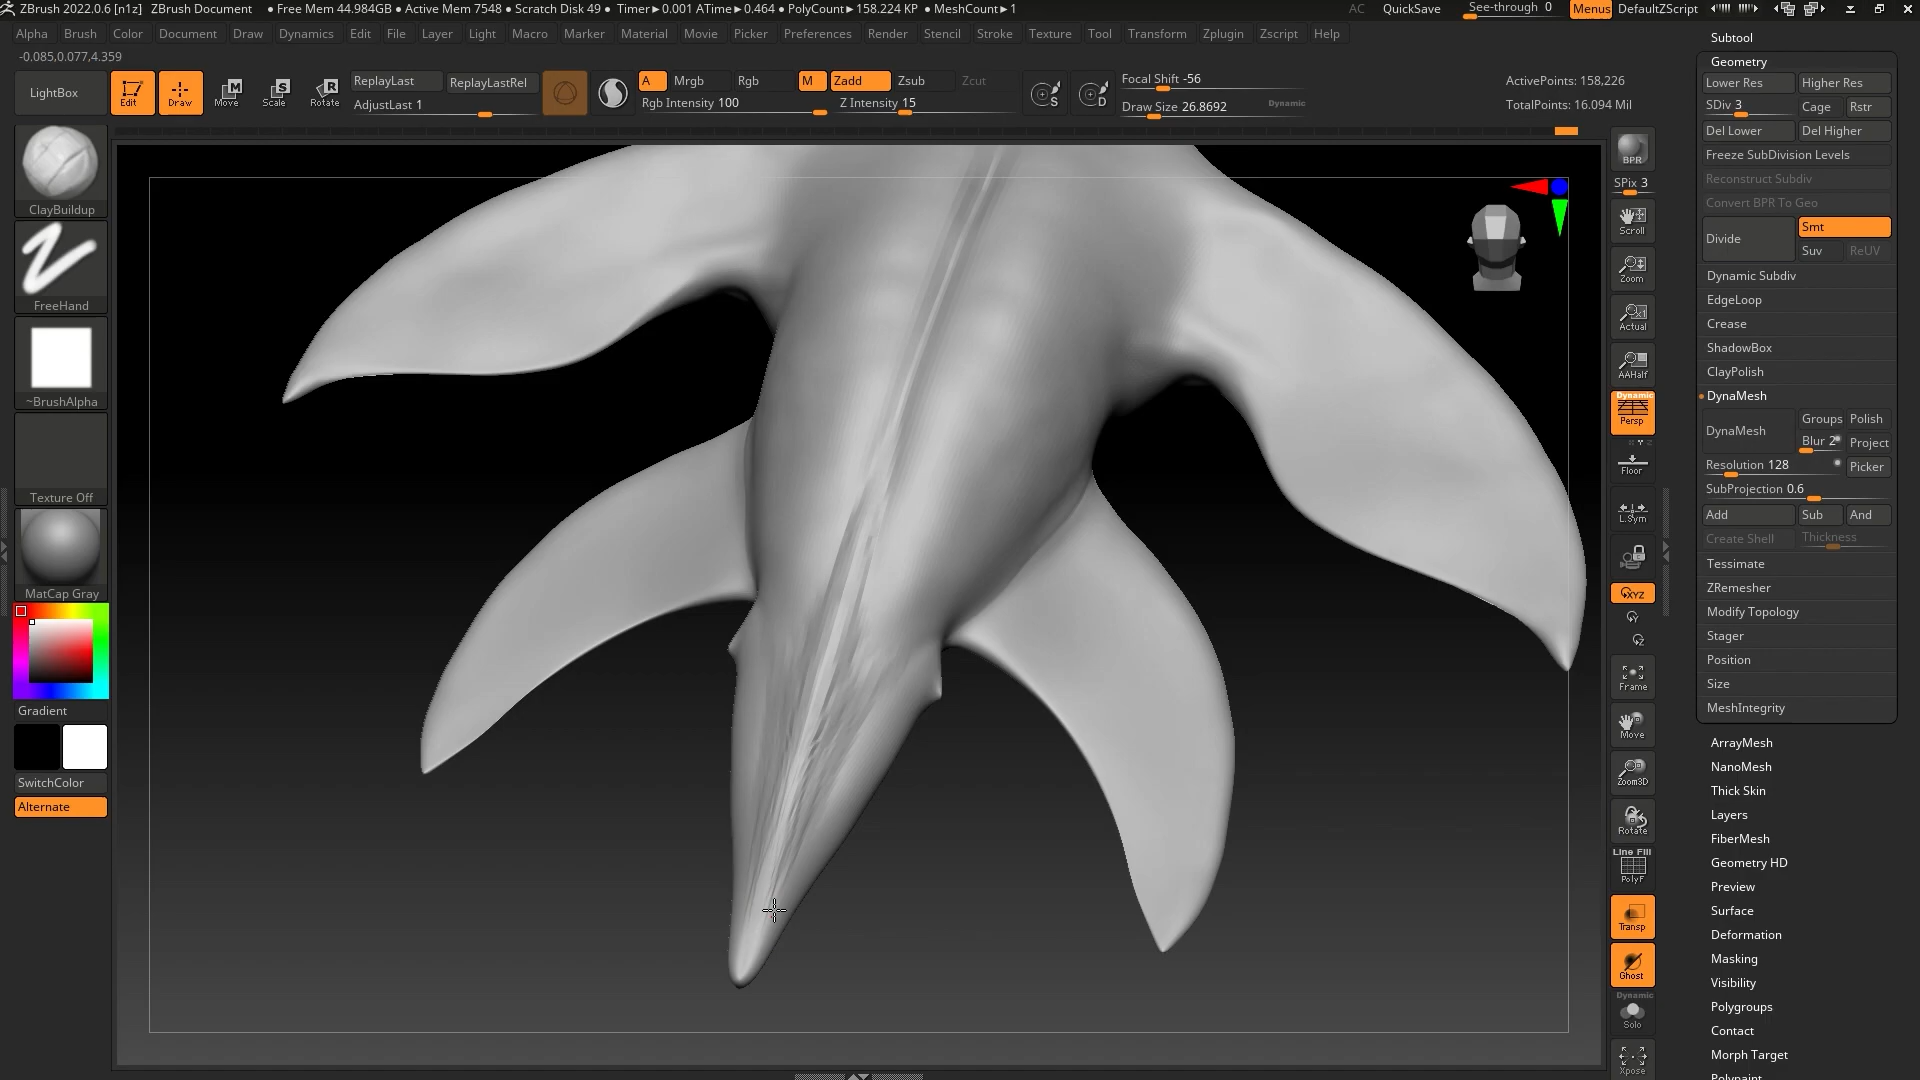 ZBrush 2022.0.6 [n1z] ZBrush Document ● Free Mem 44.984GB ● Active Mem 7548 ● Scratch Disk 49 ● Timer►0.001 ATime►0.464 ● PolyCount►158.224 KP ● MeshCount►1 AC QuickSave See-through 0 Menus DefaultZScript
Alpha Brush Color Document Draw Dynamics Edit File Layer Light Macro Marker Material Movie Picker Preferences Render Stencil Stroke Texture Tool Transform Zplugin Zscript Help
-0.085,0.077,4.359
LightBox Edit Draw Move Scale Rotate
ReplayLast ReplayLastRel
AdjustLast 1
A Mrgb Rgb M Zadd Zsub Zcut
Rgb Intensity 100 Z Intensity 15
S D
Focal Shift -56
Draw Size 26.8692 Dynamic
ActivePoints: 158,226
TotalPoints: 16.094 Mil
ClayBuildup
FreeHand
~BrushAlpha
Texture Off
MatCap Gray
Gradient
SwitchColor
Alternate
BPR
SPix 3
Scroll
Zoom
Actual
AAHalf
Dynamic
Persp
Floor
L.Sym
XYZ
Y
Z
Frame
Move
Zoom3D
Rotate
Line Fill
PolyF
Transp
Ghost
Dynamic
Solo
Xpose
Subtool
Geometry
Lower Res Higher Res
SDiv 3 Cage Rstr
Del Lower Del Higher
Freeze SubDivision Levels
Reconstruct Subdiv
Convert BPR To Geo
Divide Smt
Suv ReUV
Dynamic Subdiv
EdgeLoop
Crease
ShadowBox
ClayPolish
DynaMesh
DynaMesh Groups Polish
Blur 2 Project
Resolution 128 Picker
SubProjection 0.6
Add Sub And
Create Shell Thickness
Tessimate
ZRemesher
Modify Topology
Stager
Position
Size
MeshIntegrity
ArrayMesh
NanoMesh
Thick Skin
Layers
FiberMesh
Geometry HD
Preview
Surface
Deformation
Masking
Visibility
Polygroups
Contact
Morph Target
Polypaint